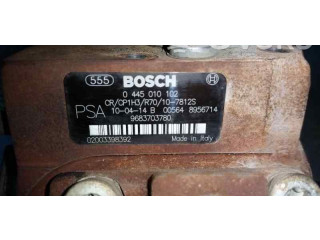 555 BOSCH
0 445 010 102
CR/CP1H3/R70/10-7812S
PSA 10-04-14 B 00564 8956714
9683703780
02003398392 Made in Italy